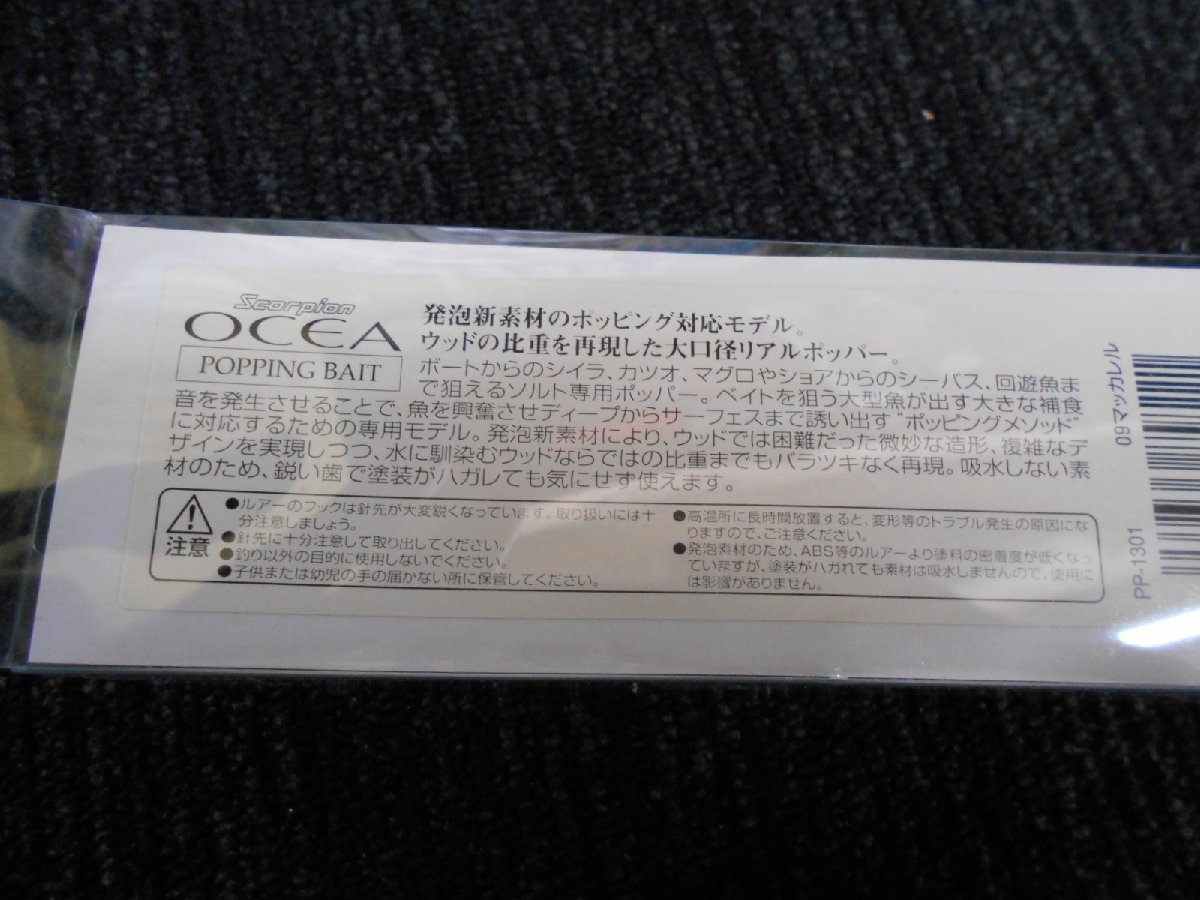 Scorpion
OCEA
POPPING BAIT
発泡新素材のポッピング対応モデル。
ウッドの比重を再現した大口径リアルポッパー。
ボートからのシイラ、カツオ、マグロやショアからのシーバス、回遊魚ま
で狙えるソルト専用ポッパー。ベイトを狙う大型魚が出す大きな補食
音を発生させることで、魚を興奮させディープからサーフェスまで誘い出す"ポッピングメソッド"
に対応するための専用モデル。発泡新素材により、ウッドでは困難だった微妙な造形、複雑なデ
ザインを実現しつつ、水に馴染むウッドならではの比重までもバラツキなく再現。吸水しない素
材のため、鋭い歯で塗装がハガレても気にせず使えます。
注意
●ルアーのフックは針先が大変鋭くなっています。取り扱いには十
分注意しましょう。
●針先に十分注意して取り出してください。
●釣り以外の目的に使用しないでください。
●子供または幼児の手の届かない所に保管してください。
●高温所に長時間放置すると、変形等のトラブル発生の原因にな
りますので、ご注意ください。
●発泡素材のため、ABS等のルアーより塗料の密着度が低くなっ
ていますが、塗装がハガれても素材は吸水しませんので、使用に
は影響がありません。
09マッカレル
PP-1301